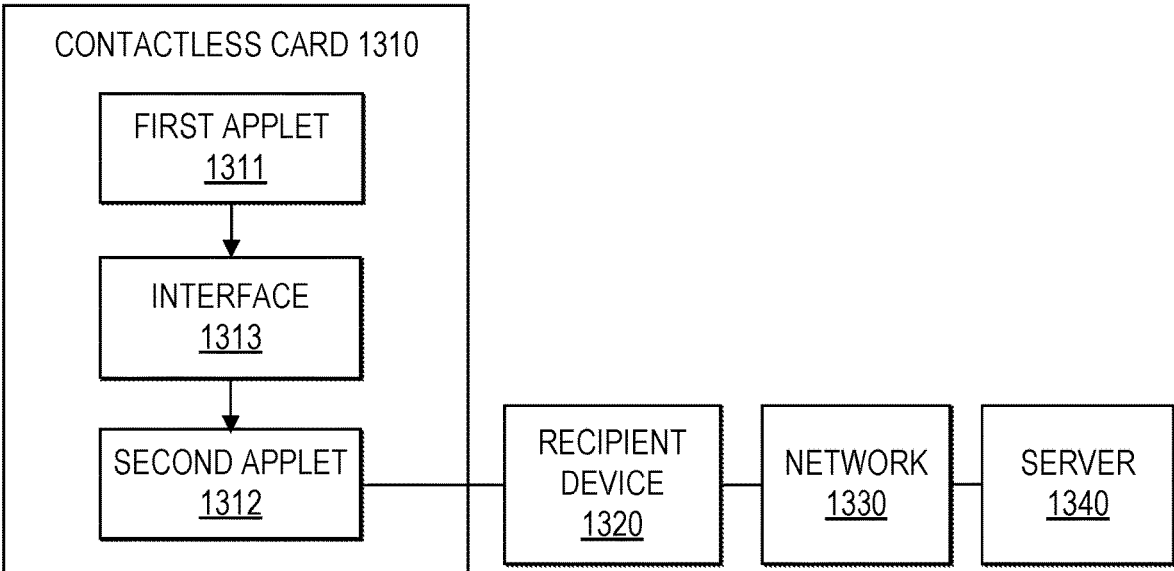 CONTACTLESS CARD 1310
FIRST APPLET
1311
INTERFACE
1313
SECOND APPLET
1312
RECIPIENT
DEVICE
1320
NETWORK
1330
SERVER
1340